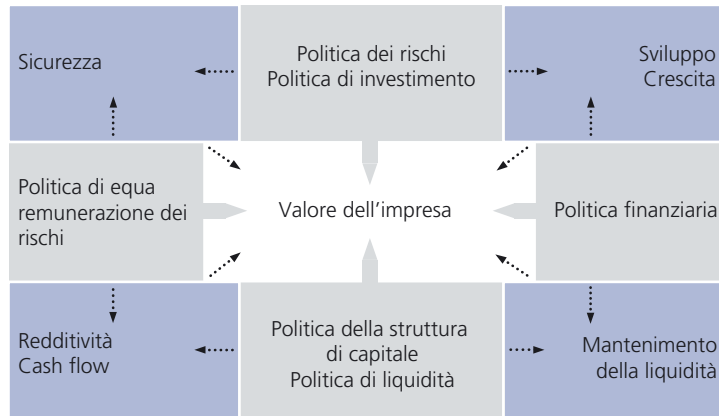 Sicurezza
Politica dei rischi
Politica di investimento
Sviluppo
Crescita
Politica di equa
remunerazione dei
rischi
Valore dell’impresa
Politica finanziaria
Redditività
Cash flow
Politica della struttura
di capitale
Politica di liquidità
Mantenimento
della liquidità